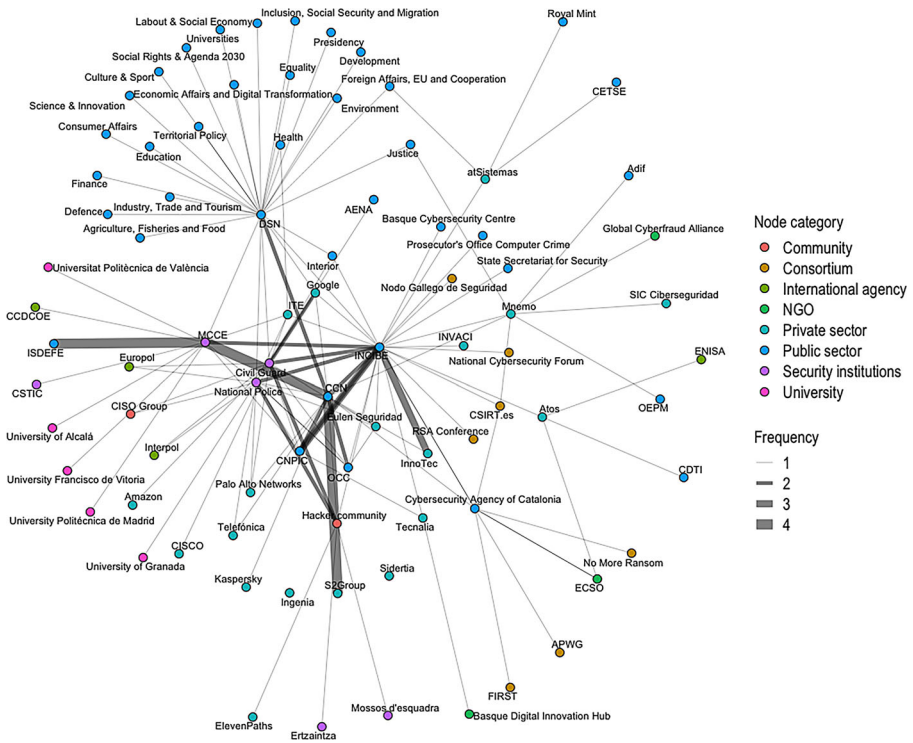 Royal Mint
Inclusion, Social Security and Migration
Labout & Social Economy
Universities
Presidency
Social Rights & Agenda 2030
Development
Equality
Culture & Sport
Foreign Affairs, EU and Cooperation
CETSE
Economic Affairs and Digital Transformation
Science & Innovation
Environment
Consumer Affairs
Territorial Policy
Health
Education
Justice
atSistemas
Adif
Finance
Industry, Trade and Tourism
AENA
Defence
DSN
Basque Cybersecurity Centre
Agriculture, Fisheries and Food
Prosecutor's Office Computer Crime
Global Cyberfraud Alliance
State Secretariat for Security
Interior
Universitat Politècnica de València
Google
Nodo Gallego de Seguridad
CCDCOE
ITE
Mnemo
SIC Ciberseguridad
MCCE
INVACI
ISDEFE
Europol
INCIBE
National Cybersecurity Forum
ENISA
Civil Guard
CSTIC
National Police
CCN
CISO Group
Eulen Seguridad
CSIRT.es
Atos
OEPM
RSA Conference
University of Alcalá
Interpol
CNPIC
InnoTec
OCC
CDTI
University Francisco de Vitoria
Palo Alto Networks
Amazon
Cybersecurity Agency of Catalonia
University Politécnica de Madrid
Hacker community
Telefónica
Tecnalia
CISCO
University of Granada
No More Ransom
Kaspersky
Sidertia
S2Group
ECSO
Ingenia
APWG
FIRST
Mossos d'esquadra
Basque Digital Innovation Hub
ElevenPaths
Ertzaintza
Node category
Community
Consortium
International agency
NGO
Private sector
Public sector
Security institutions
University
Frequency
1
2
3
4